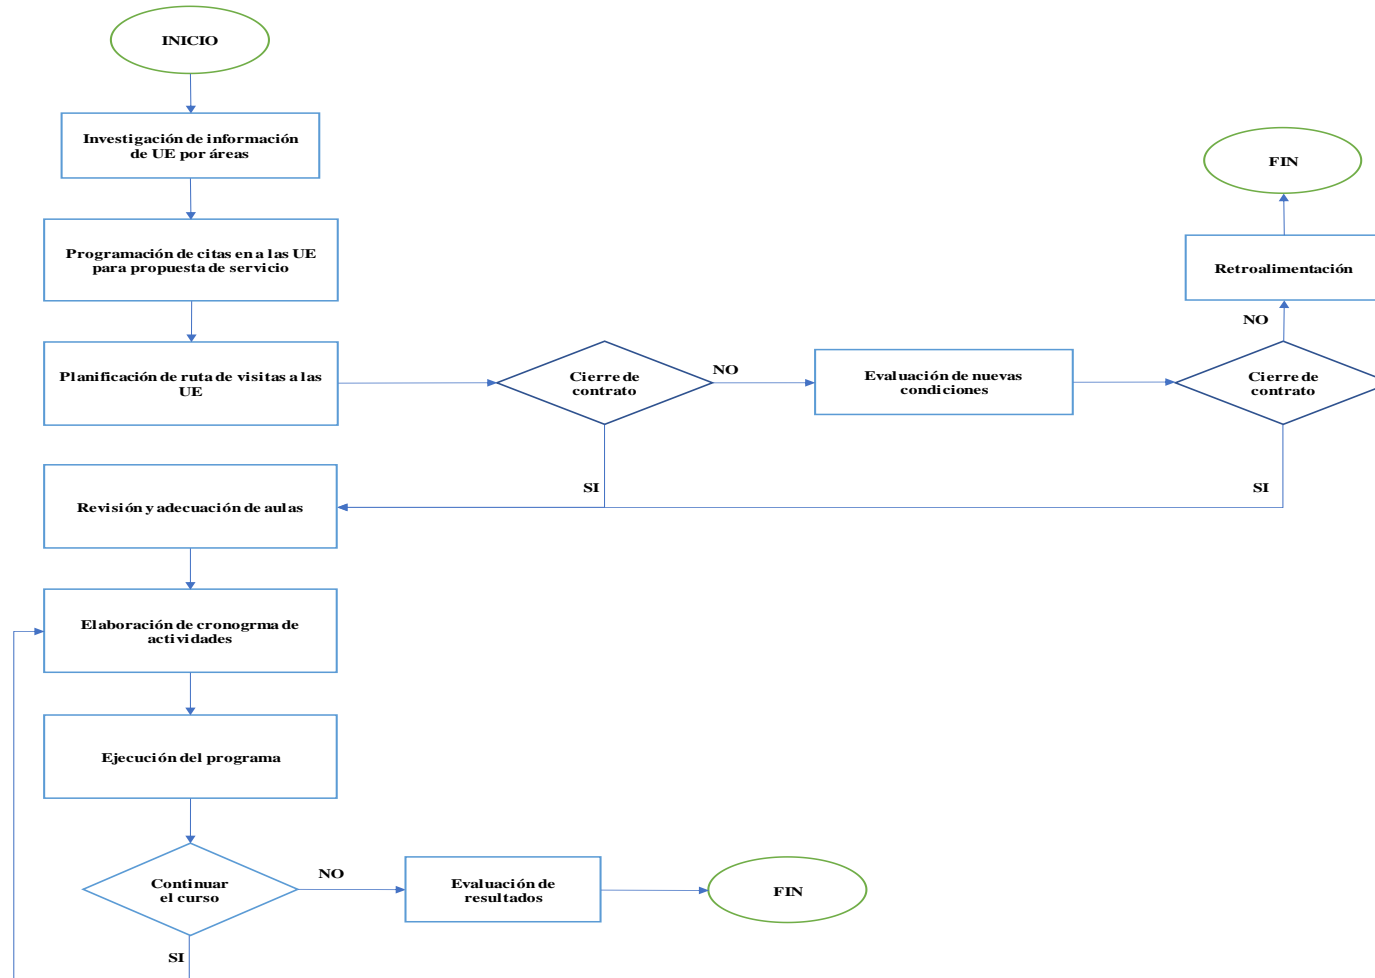 INICIO
Investigación de información
de UE por áreas
Programación de citas en a las UE
para propuesta de servicio
Planificación de ruta de visitas a las
UE
Cierre de
contrato
NO
SI
Evaluación de nuevas
condiciones
Cierre de
contrato
NO
SI
Retroalimentación
FIN
Revisión y adecuación de aulas
Elaboración de cronogrma de
actividades
Ejecución del programa
Continuar
el curso
NO
SI
Evaluación de
resultados
FIN